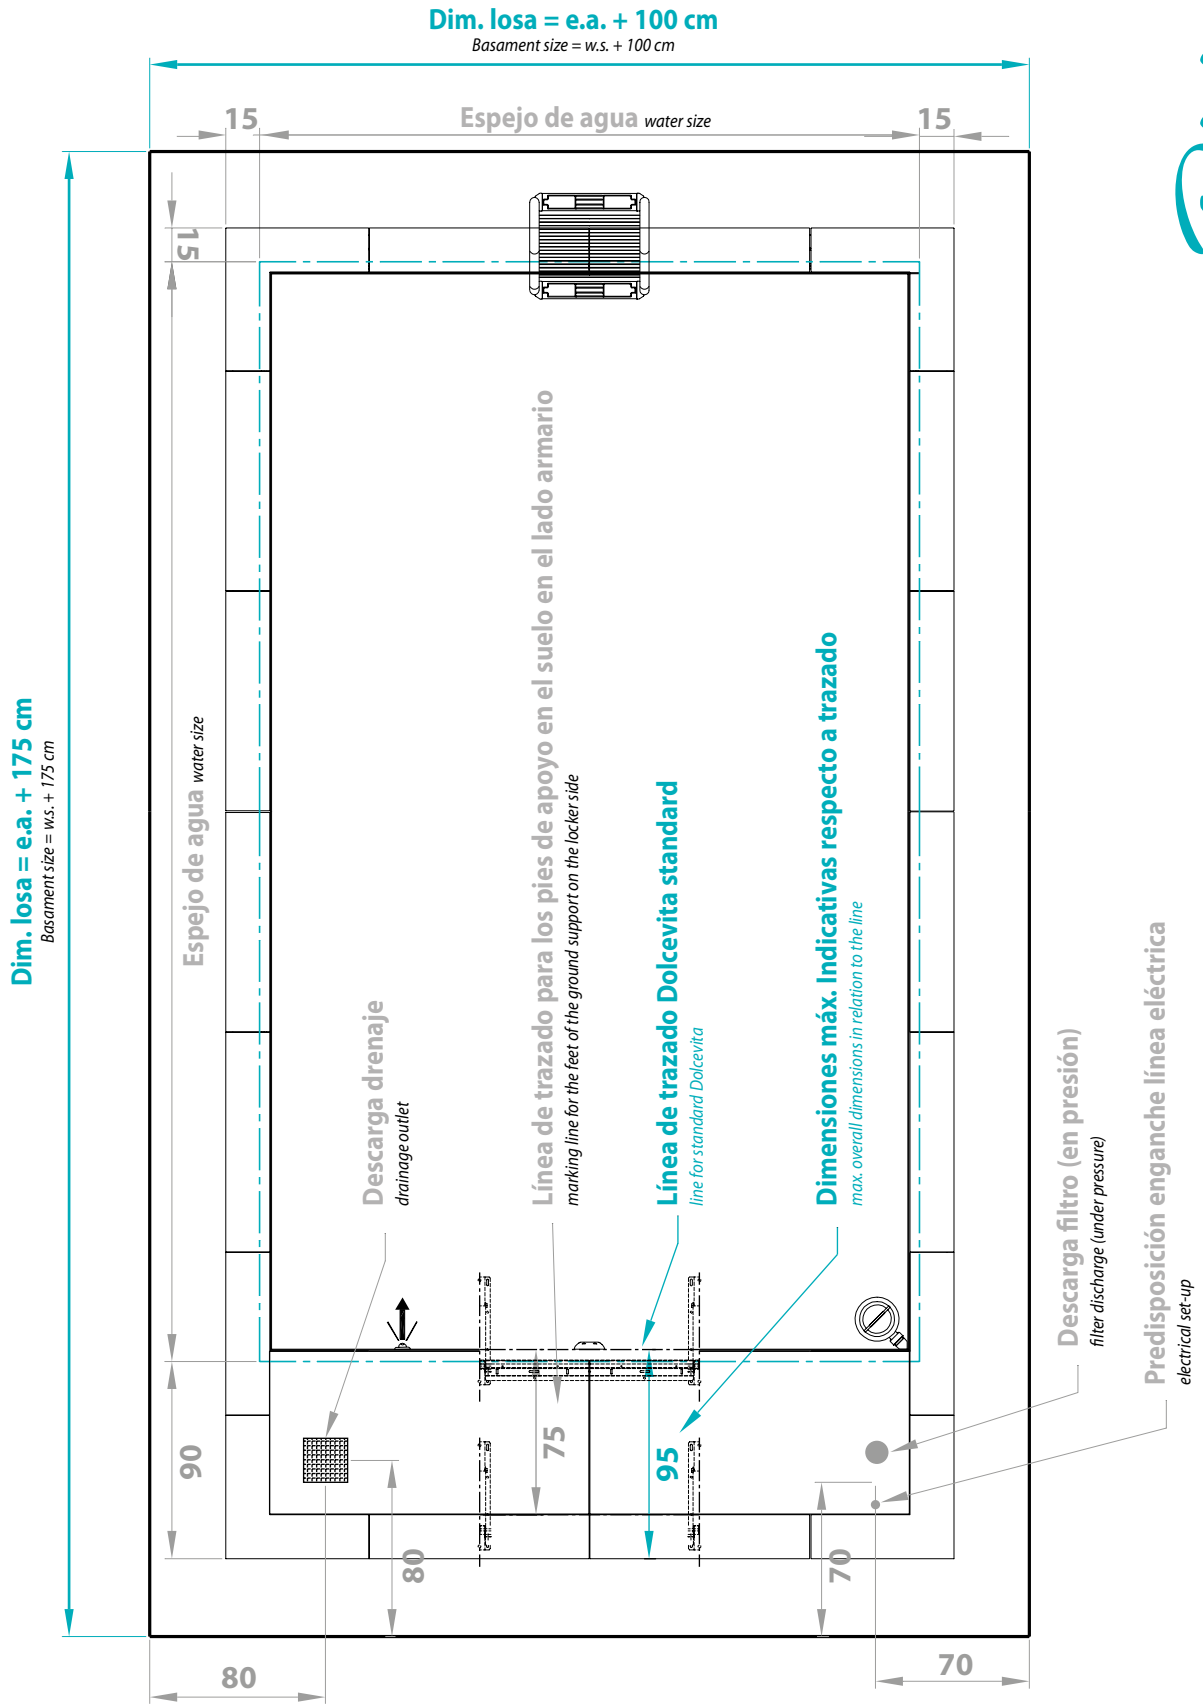 Dim. losa = e.a. + 100 cm
Basament size = w.s. + 100 cm
15
Espejo de agua water size
15
15
Dim. losa = e.a. + 175 cm
Basament size = w.s. + 175 cm
Espejo de agua water size
Descarga drenaje
drainage outlet
Línea de trazado para los pies de apoyo en el suelo en el lado armario
marking line for the feet of the ground support on the locker side
Línea de trazado Dolcevita standard
line for standard Dolcevita
Dimensiones máx. Indicativas respecto a trazado
max. overall dimensions in relation to the line
Descarga filtro (en presión)
filter discharge (under pressure)
Predisposición enganche línea eléctrica
electrical set-up
90
75
95
80
70
80
70